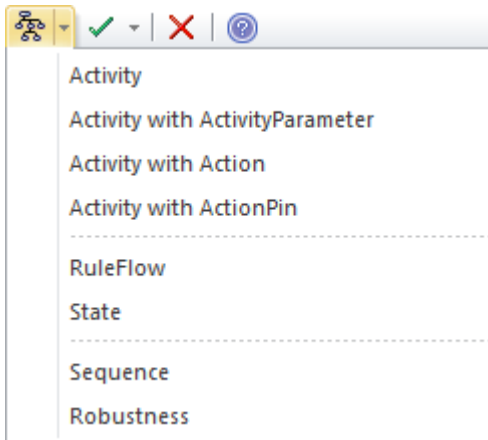 Activity
Activity with ActivityParameter
Activity with Action
Activity with ActionPin
RuleFlow
State
Sequence
Robustness